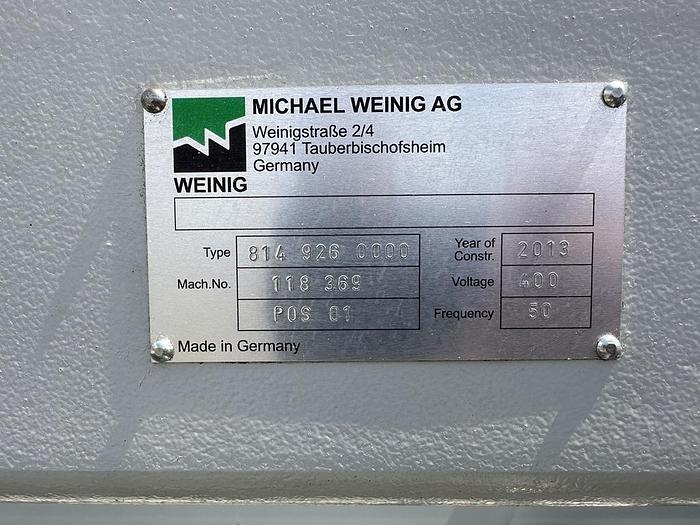 MICHAEL WEINIG AG
Weinigstraße 2/4
97941 Tauberbischofsheim
Germany
WEINIG
Type 814 926 0000
Mach.No. 118 369
POS 01
Year of Constr. 2013
Voltage 400
Frequency 50
Made in Germany